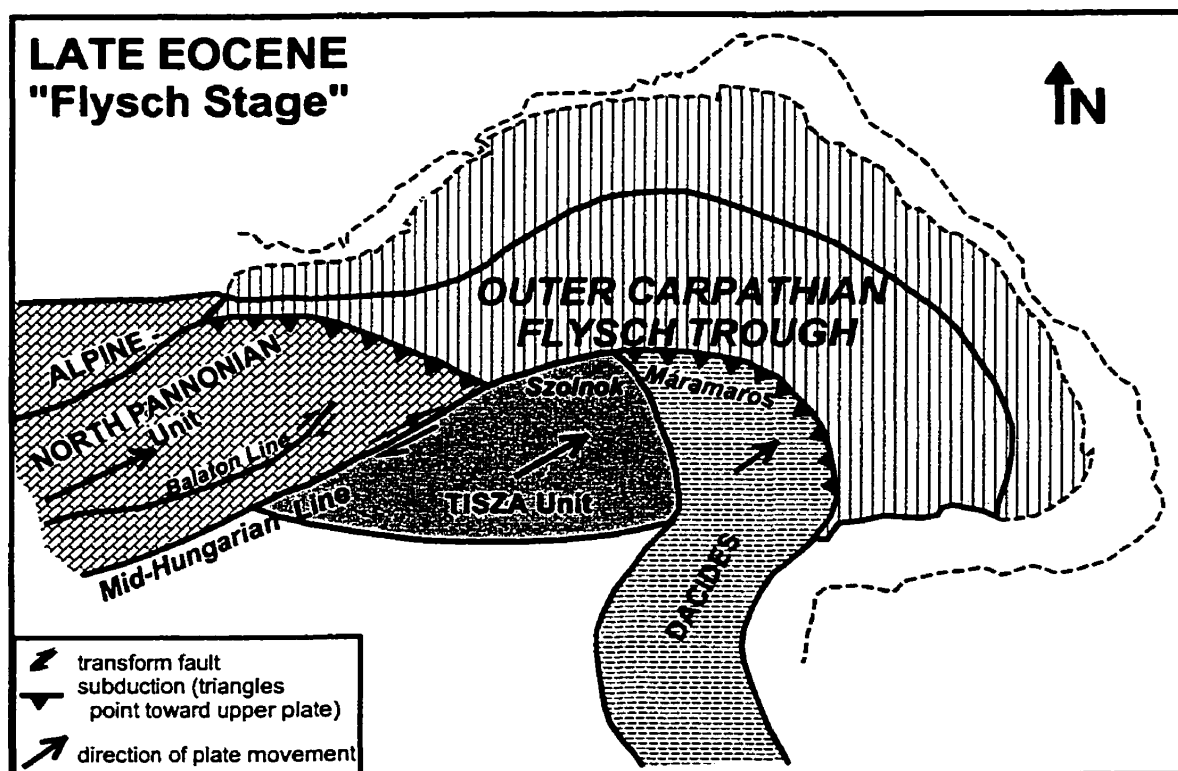 LATE EOCENE
"Flysch Stage"
N
OUTER CARPATHIAN
FLYSCH TROUGH
ALPINE
NORTH PANNONIAN
Unit
Balaton Line
Mid-Hungarian Line
Szolnok
Máramaros
TISZA Unit
DACIDES
transform fault
subduction (triangles
point toward upper plate)
direction of plate movement